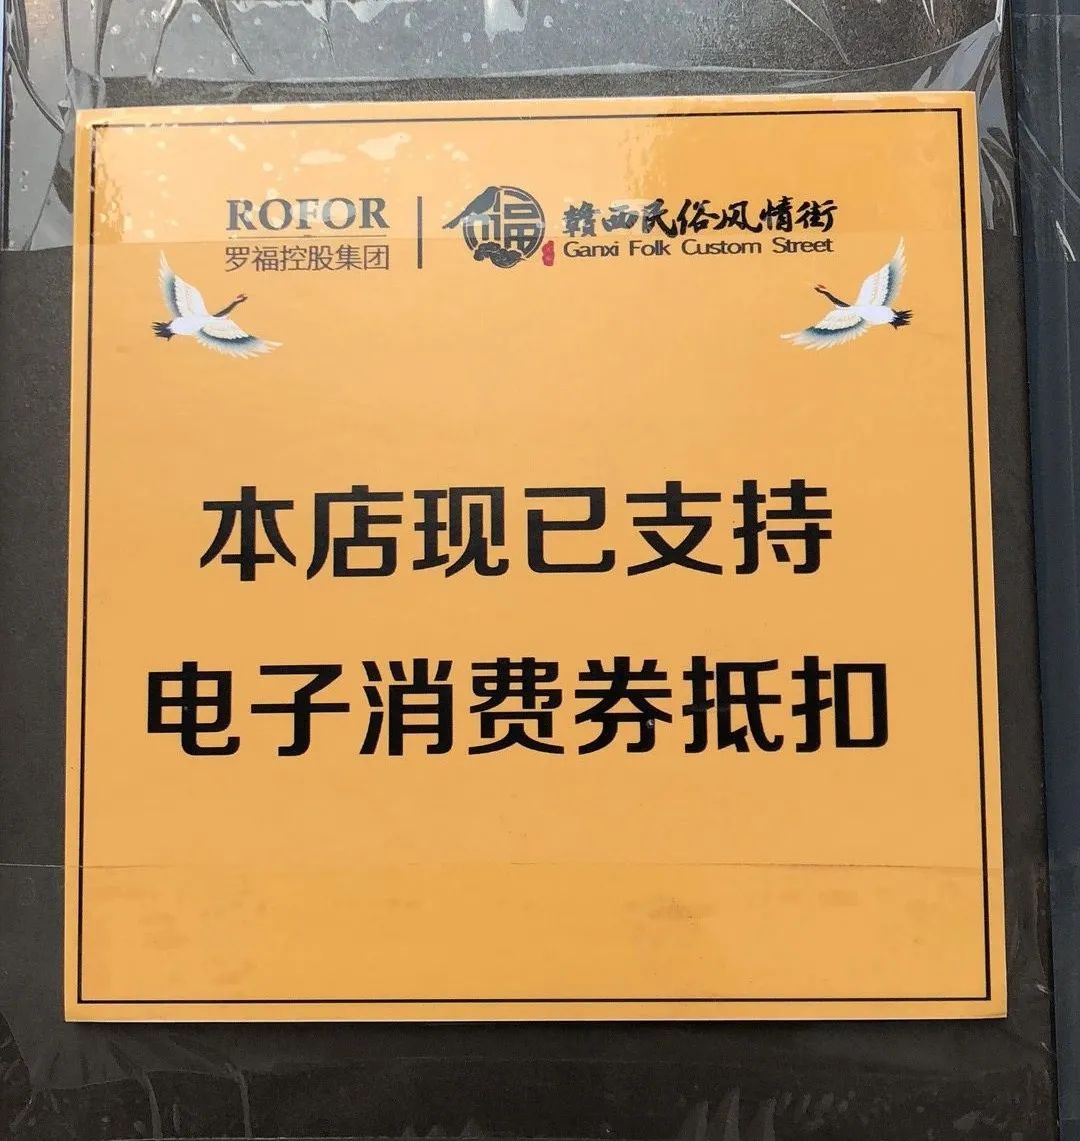 ROFOR
罗福控股集团
福
赣西民俗风情街
Ganxi Folk Custom Street
本店现已支持
电子消费券抵扣